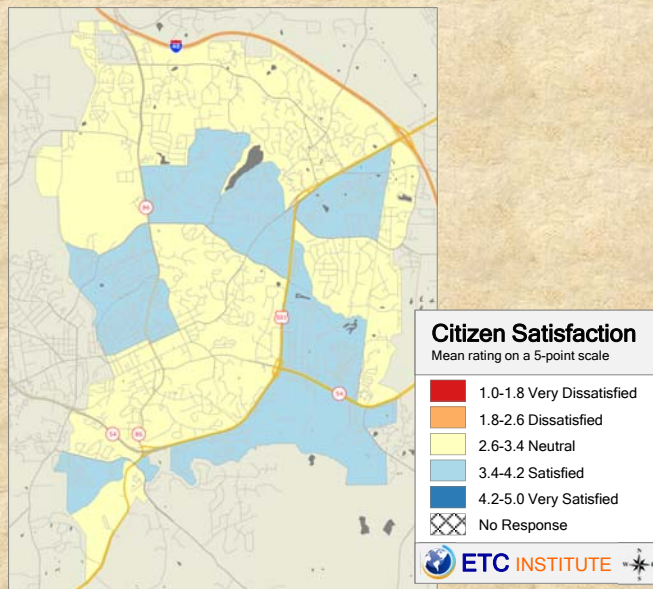 40
86
501
54
54
86
Citizen Satisfaction
Mean rating on a 5-point scale
1.0-1.8 Very Dissatisfied
1.8-2.6 Dissatisfied
2.6-3.4 Neutral
3.4-4.2 Satisfied
4.2-5.0 Very Satisfied
No Response
ETC INSTITUTE
N
W
E
S